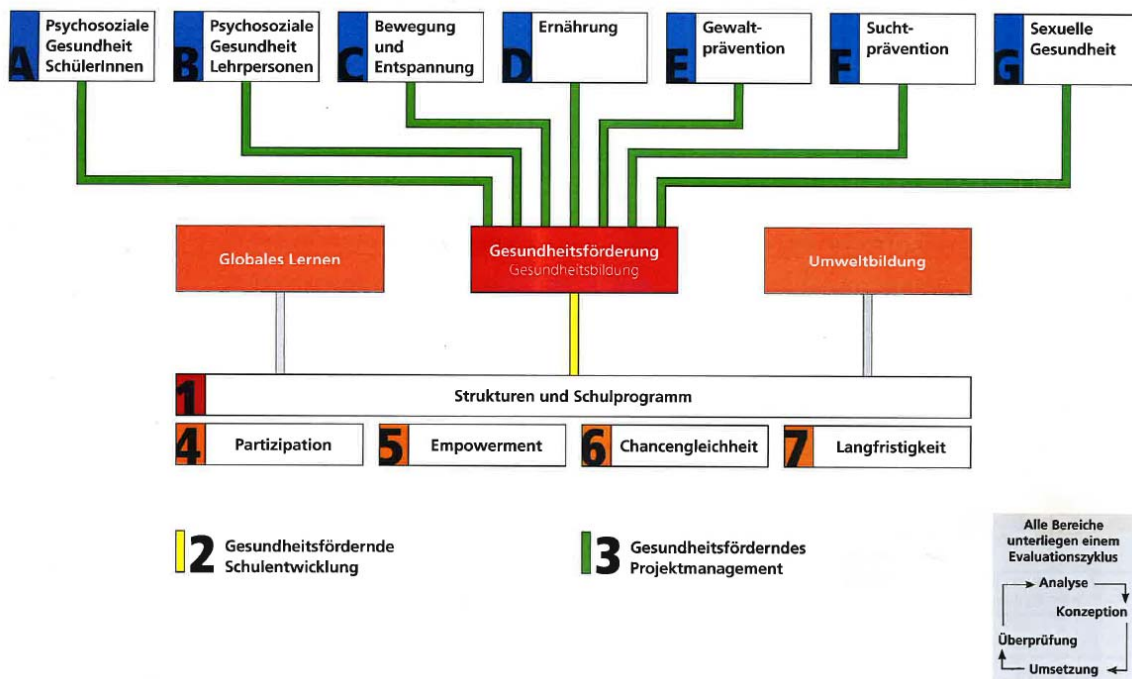 A
Psychosoziale
Gesundheit
SchülerInnen
B
Psychosoziale
Gesundheit
Lehrpersonen
C
Bewegung
und
Entspannung
D
Ernährung
E
Gewalt-
prävention
F
Sucht-
prävention
G
Sexuelle
Gesundheit
Globales Lernen
Gesundheitsförderung
Gesundheitsbildung
Umweltbildung
1
Strukturen und Schulprogramm
4
Partizipation
5
Empowerment
6
Chancengleichheit
7
Langfristigkeit
2
Gesundheitsfördernde
Schulentwicklung
3
Gesundheitsförderndes
Projektmanagement
Alle Bereiche
unterliegen einem
Evaluationszyklus
Analyse
Konzeption
Überprüfung
Umsetzung